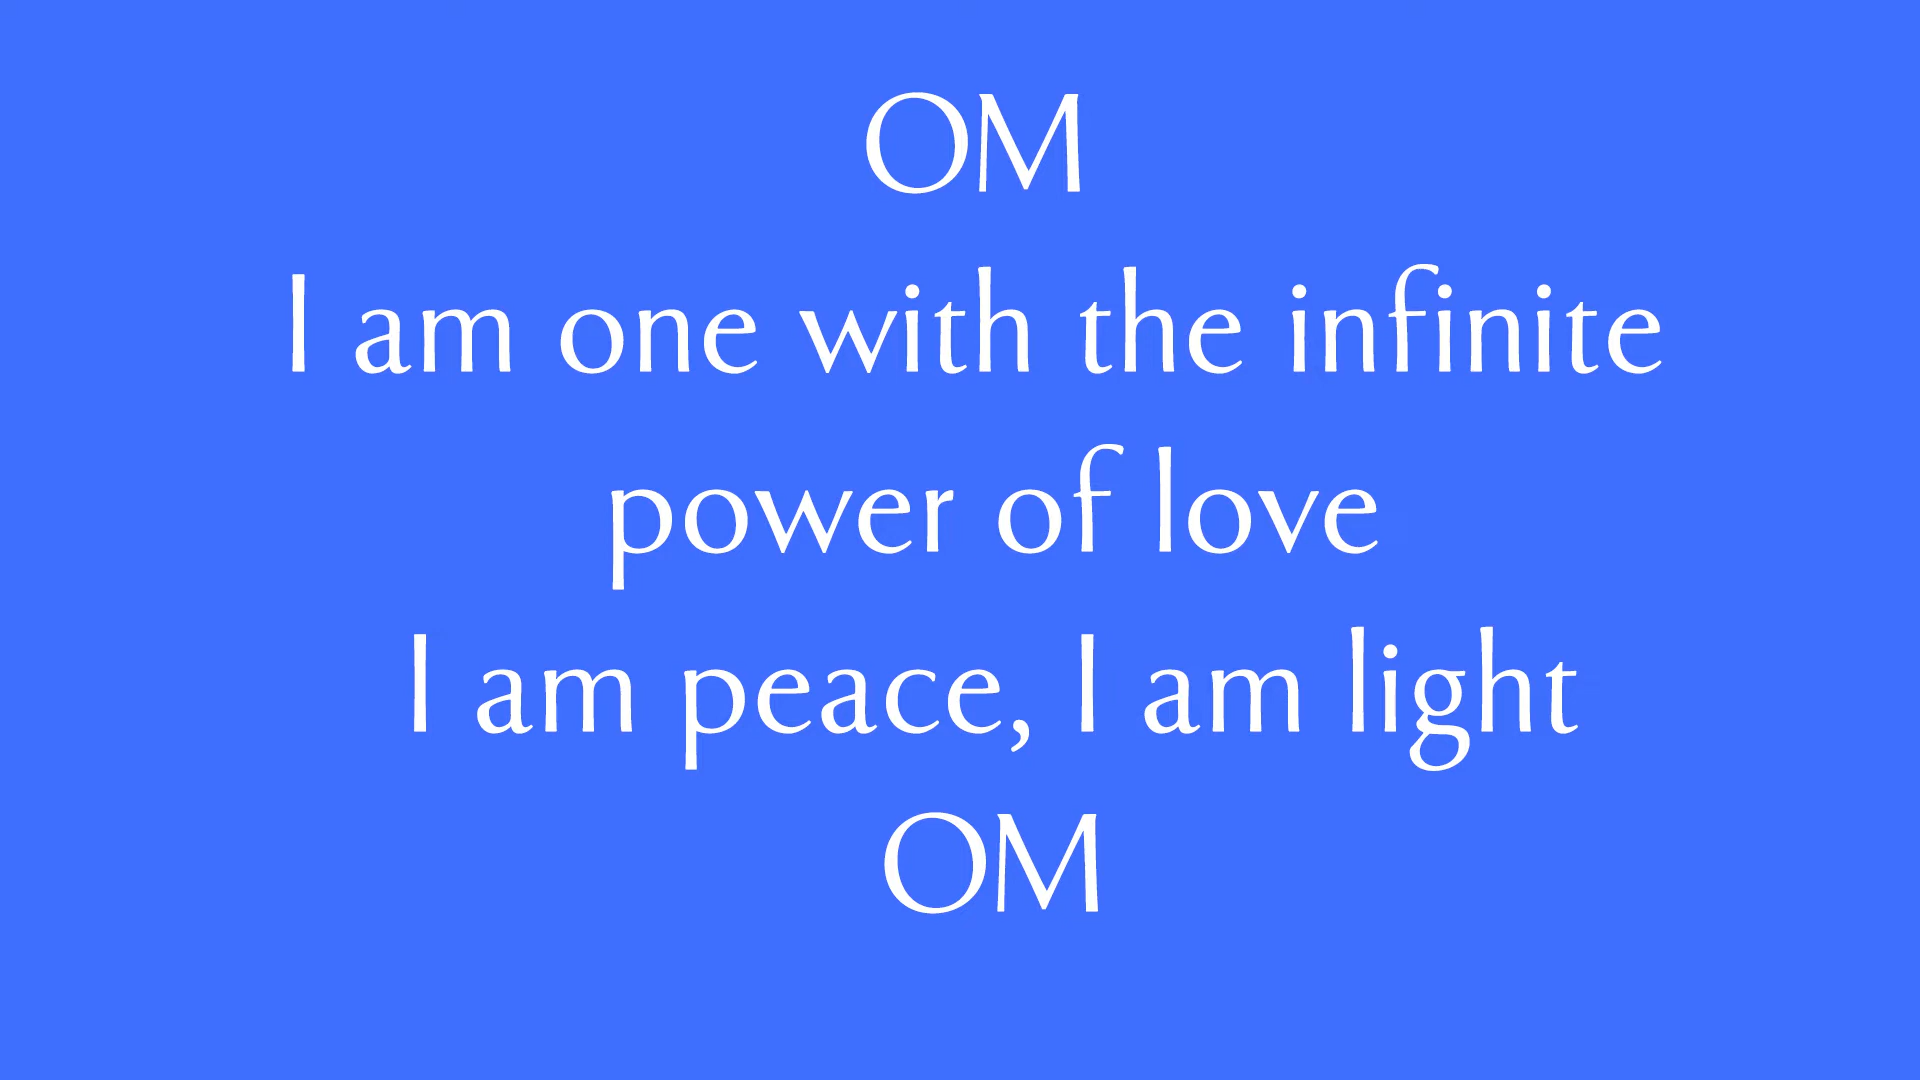 OM
I am one with the infinite
power of love
I am peace, I am light
OM